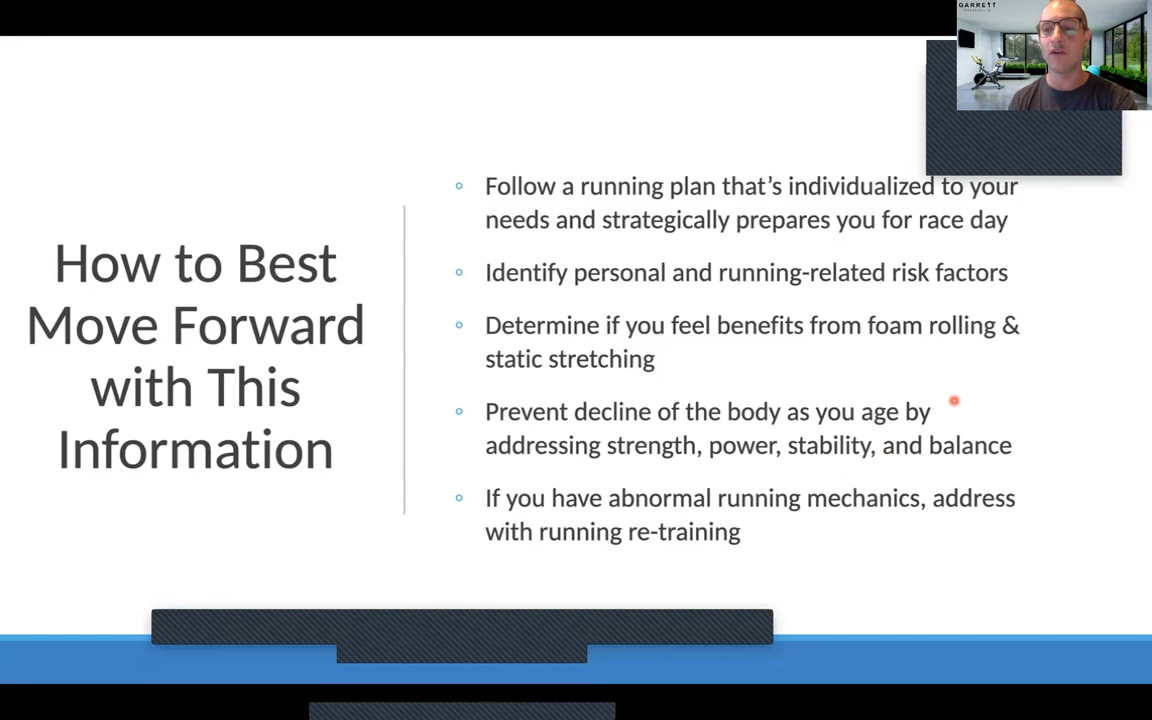 GARRETT
How to Best
Move Forward
with This
Information
Follow a running plan that’s individualized to your
needs and strategically prepares you for race day
Identify personal and running-related risk factors
Determine if you feel benefits from foam rolling &
static stretching
Prevent decline of the body as you age by
addressing strength, power, stability, and balance
If you have abnormal running mechanics, address
with running re-training